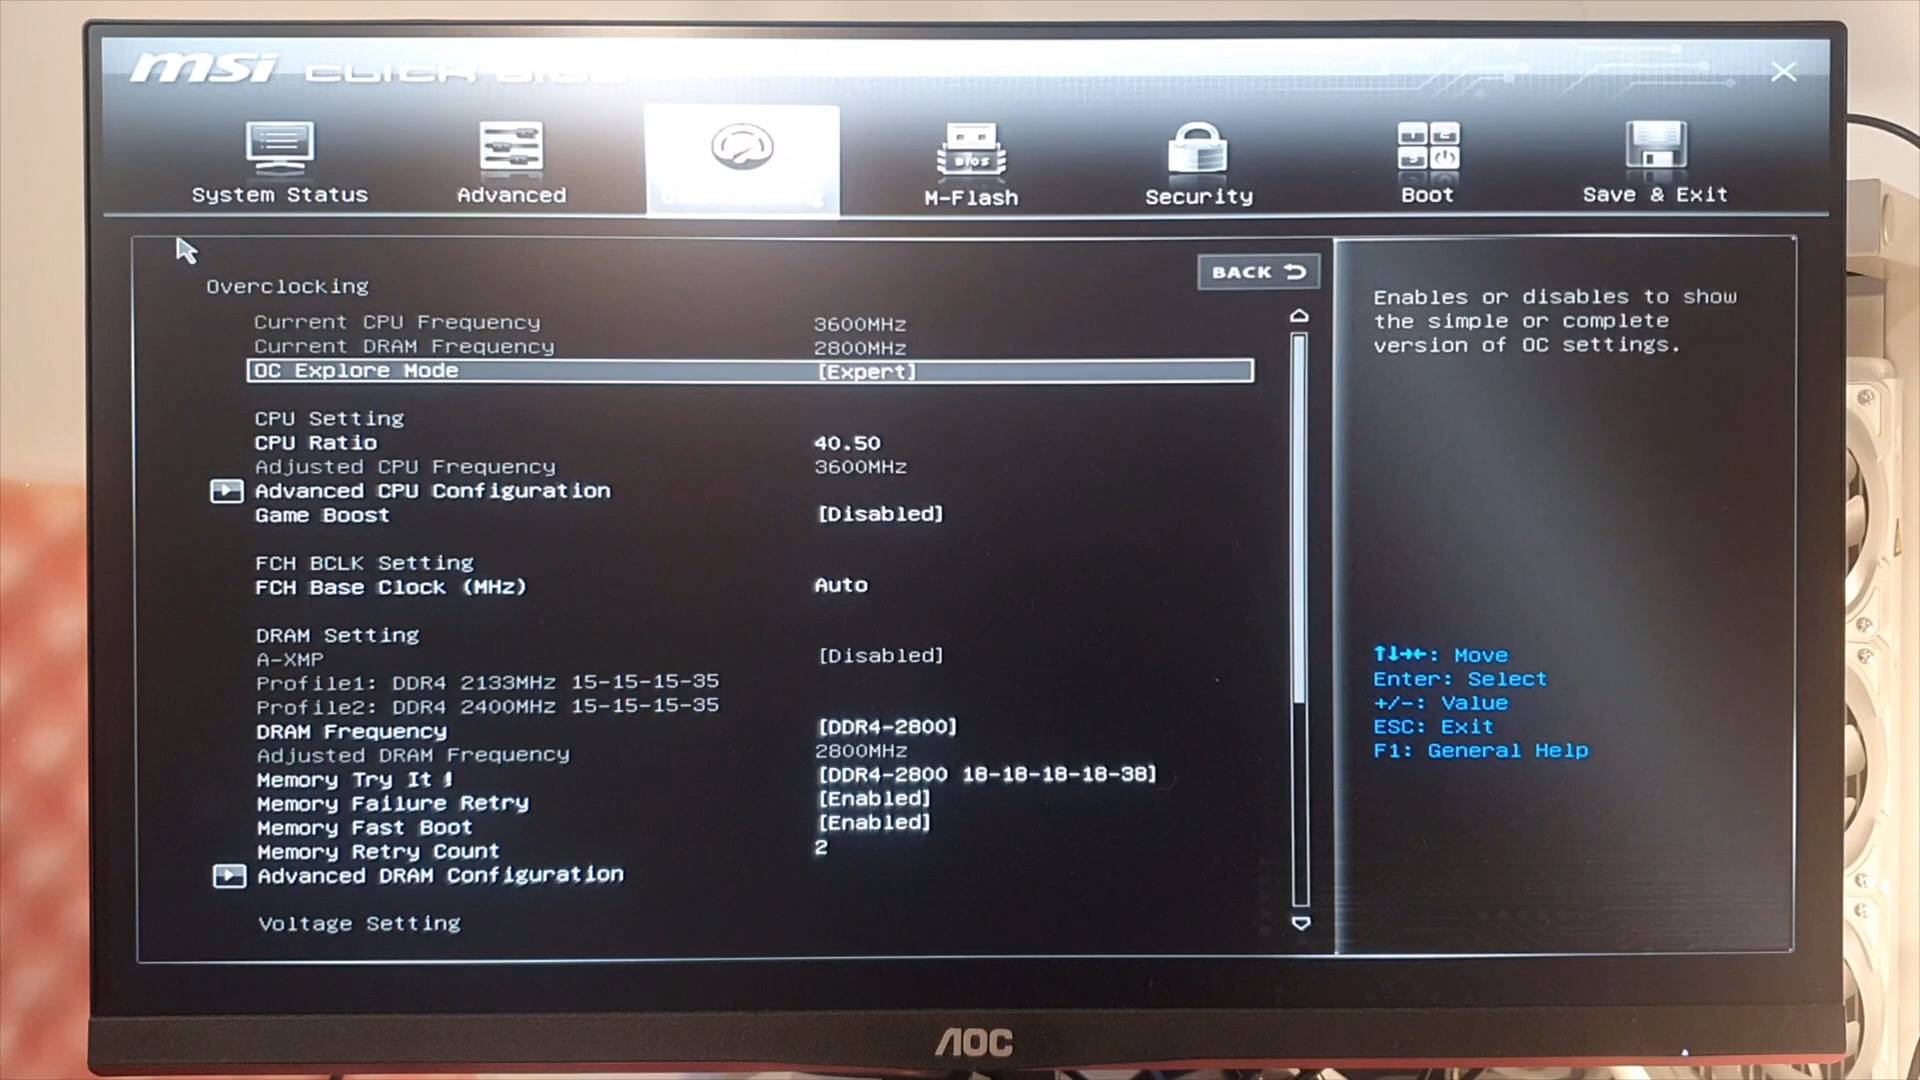 msi CLICK BIOS
System Status
Advanced
BIOS
M-Flash
Security
Boot
Save & Exit
BACK
Overclocking
Current CPU Frequency 3600MHz
Current DRAM Frequency 2800MHz
OC Explore Mode [Expert]
CPU Setting
CPU Ratio 40.50
Adjusted CPU Frequency 3600MHz
Advanced CPU Configuration
Game Boost [Disabled]
FCH BCLK Setting
FCH Base Clock (MHz) Auto
DRAM Setting
A-XMP [Disabled]
Profile1: DDR4 2133MHz 15-15-15-35
Profile2: DDR4 2400MHz 15-15-15-35
DRAM Frequency [DDR4-2800]
Adjusted DRAM Frequency 2800MHz
Memory Try It ! [DDR4-2800 18-18-18-18-38]
Memory Failure Retry [Enabled]
Memory Fast Boot [Enabled]
Memory Retry Count 2
Advanced DRAM Configuration
Voltage Setting
Enables or disables to show
the simple or complete
version of OC settings.
↑↓→←: Move
Enter: Select
+/-: Value
ESC: Exit
F1: General Help
AOC